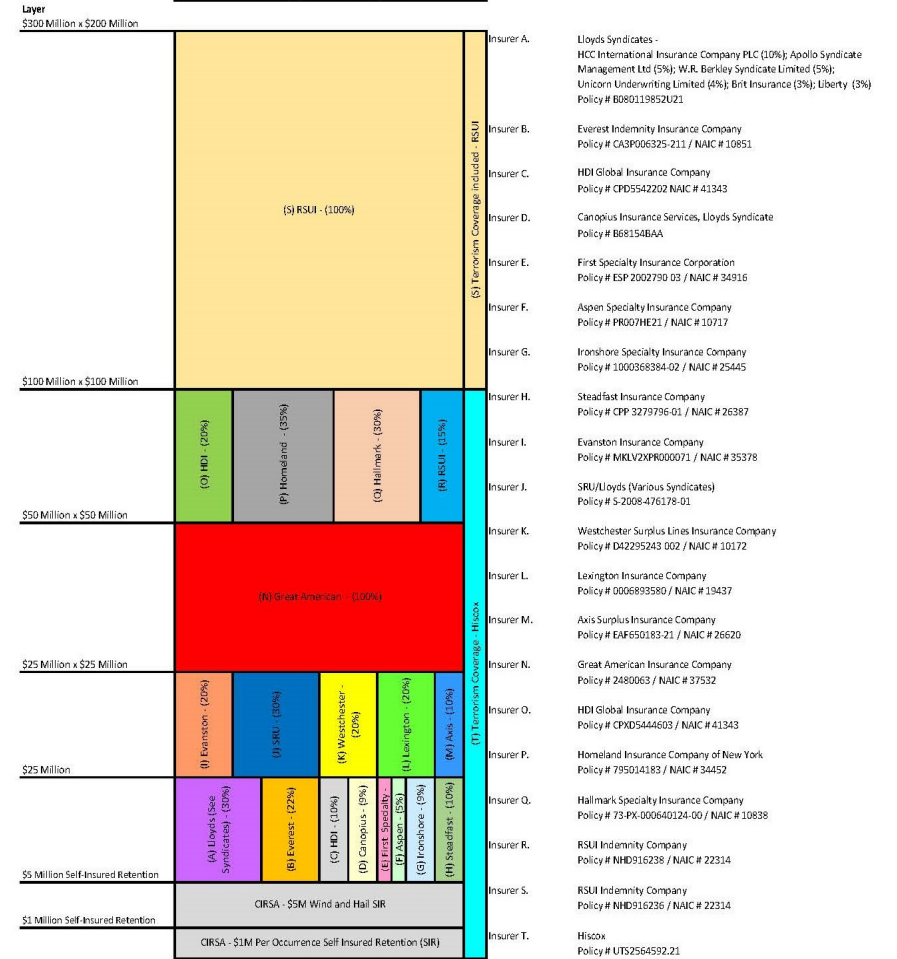 Layer
$300 Million x $200 Million
(S) RSUI - (100%)
(S) Terrorism Coverage included - RSUI
$100 Million x $100 Million
(O) HDI - (20%)
(P) Homeland - (35%)
(Q) Hallmark - (30%)
(R) RSUI - (15%)
$50 Million x $50 Million
(N) Great American - (100%)
(T) Terrorism Coverage - Hiscox
$25 Million x $25 Million
(I) Evanston - (20%)
(J) SRU - (30%)
(K) Westchester -
(20%)
(L) Lexington - (20%)
(M) Axis - (10%)
$25 Million
(A) Lloyds (See
Syndicates) - (30%)
(B) Everest - (22%)
(C) HDI - (10%)
(D) Canopius - (9%)
(E) First Specialty -
(F) Aspen - (5%)
(G) Ironshore - (9%)
(H) Steadfast - (10%)
$5 Million Self-Insured Retention
CIRSA - $5M Wind and Hail SIR
$1 Million Self-Insured Retention
CIRSA - $1M Per Occurrence Self Insured Retention (SIR)
Insurer A. Lloyds Syndicates -
HCC International Insurance Company PLC (10%); Apollo Syndicate
Management Ltd (5%); W.R. Berkley Syndicate Limited (5%);
Unicorn Underwriting Limited (4%); Brit Insurance (3%); Liberty (3%)
Policy # B080119852U21
Insurer B. Everest Indemnity Insurance Company
Policy # CA3P006325-211 / NAIC # 10851
Insurer C. HDI Global Insurance Company
Policy # CPD5542202 NAIC # 41343
Insurer D. Canopius Insurance Services, Lloyds Syndicate
Policy # B68154BAA
Insurer E. First Specialty Insurance Corporation
Policy # ESP 2002790 03 / NAIC # 34916
Insurer F. Aspen Specialty Insurance Company
Policy # PR007HE21 / NAIC # 10717
Insurer G. Ironshore Specialty Insurance Company
Policy # 1000368384-02 / NAIC # 25445
Insurer H. Steadfast Insurance Company
Policy # CPP 3279796-01 / NAIC # 26387
Insurer I. Evanston Insurance Company
Policy # MKLV2XPR000071 / NAIC # 35378
Insurer J. SRU/Lloyds (Various Syndicates)
Policy # S-2008-476178-01
Insurer K. Westchester Surplus Lines Insurance Company
Policy # D42295243 002 / NAIC # 10172
Insurer L. Lexington Insurance Company
Policy # 0006893580 / NAIC # 19437
Insurer M. Axis Surplus Insurance Company
Policy # EAF650183-21 / NAIC # 26620
Insurer N. Great American Insurance Company
Policy # 2480063 / NAIC # 37532
Insurer O. HDI Global Insurance Company
Policy # CPXD5444603 / NAIC # 41343
Insurer P. Homeland Insurance Company of New York
Policy # 795014183 / NAIC # 34452
Insurer Q. Hallmark Specialty Insurance Company
Policy # 73-PX-000640124-00 / NAIC # 10838
Insurer R. RSUI Indemnity Company
Policy # NHD916238 / NAIC # 22314
Insurer S. RSUI Indemnity Company
Policy # NHD916236 / NAIC # 22314
Insurer T. Hiscox
Policy # UTS2564592.21